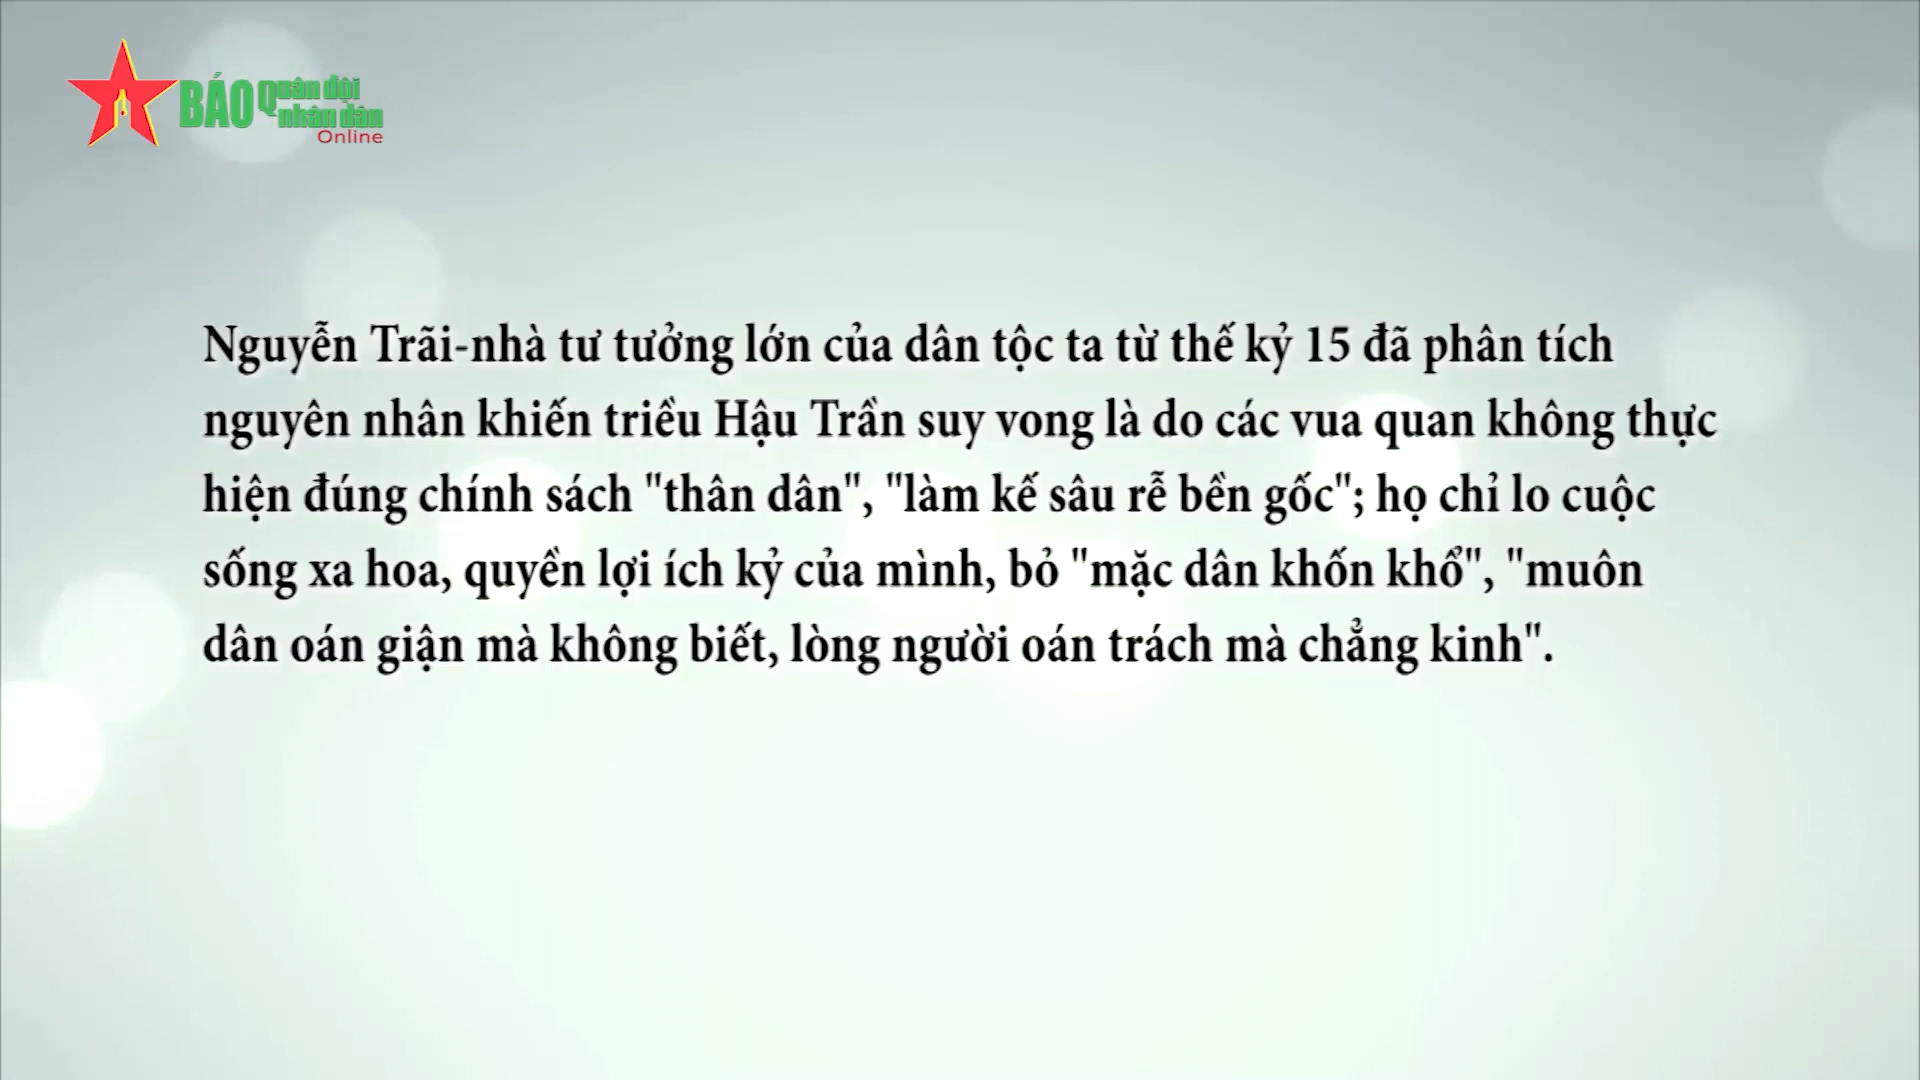 BÁO Quân đội
nhân dân
Online
Nguyễn Trãi-nhà tư tưởng lớn của dân tộc ta từ thế kỷ 15 đã phân tích
nguyên nhân khiến triều Hậu Trần suy vong là do các vua quan không thực
hiện đúng chính sách "thân dân", "làm kế sâu rễ bền gốc"; họ chỉ lo cuộc
sống xa hoa, quyền lợi ích kỷ của mình, bỏ "mặc dân khốn khổ", "muôn
dân oán giận mà không biết, lòng người oán trách mà chẳng kinh".